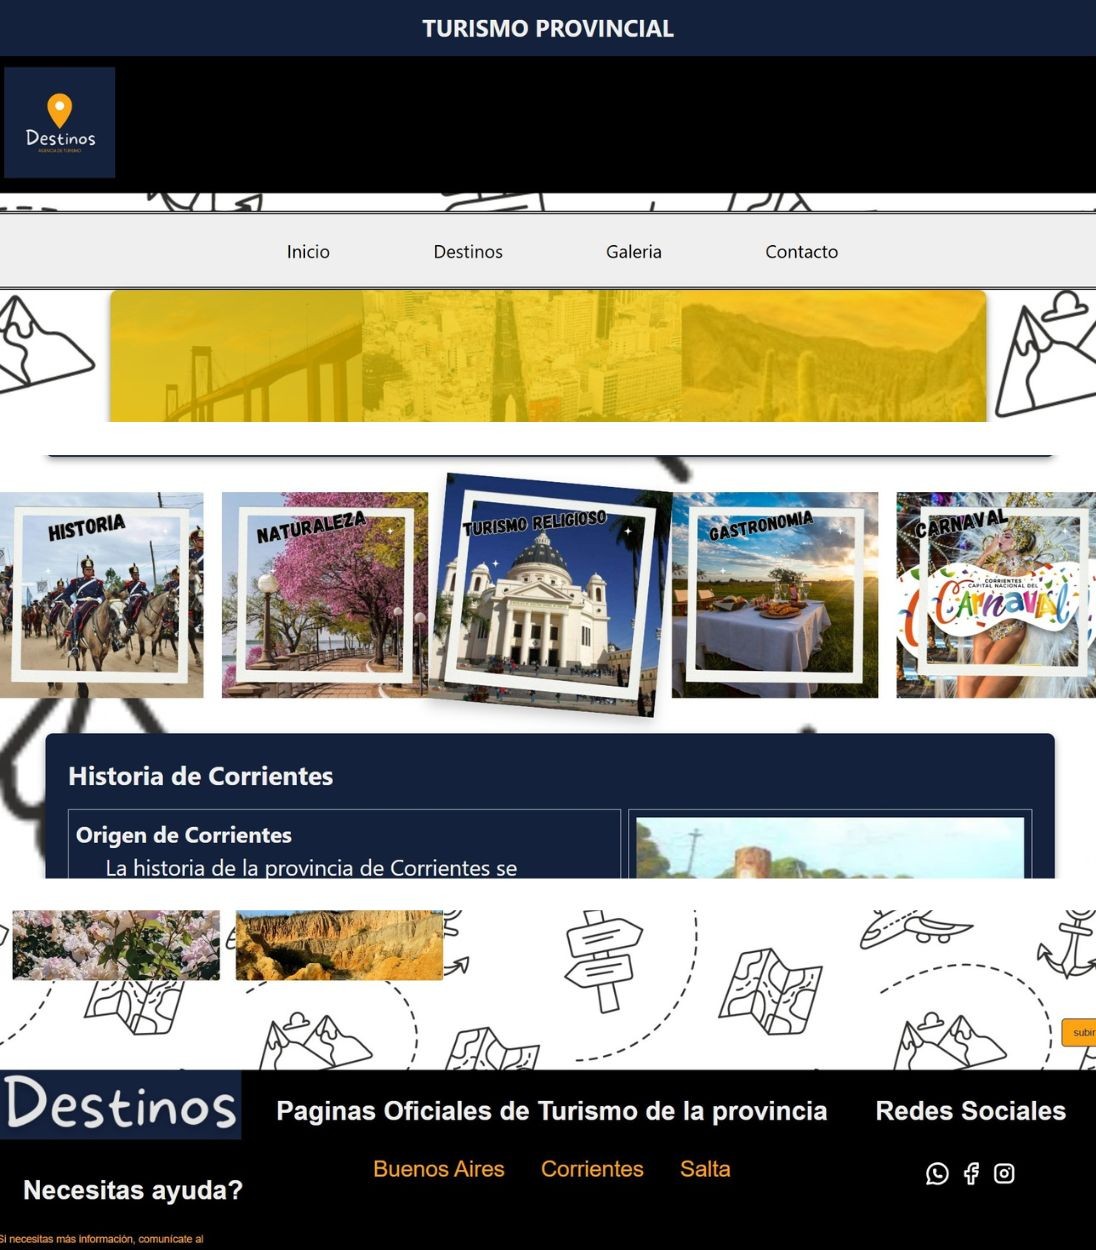 TURISMO PROVINCIAL
Destinos
AGENCIA DE TURISMO
Inicio Destinos Galeria Contacto
HISTORIA
NATURALEZA
TURISMO RELIGIOSO
GASTRONOMIA
CARNAVAL
CORRIENTES
CAPITAL NACIONAL DEL
Carnaval
Historia de Corrientes
Origen de Corrientes
La historia de la provincia de Corrientes se
subir
Destinos
Paginas Oficiales de Turismo de la provincia
Redes Sociales
Buenos Aires Corrientes Salta
Necesitas ayuda?
Si necesitas más información, comunícate al